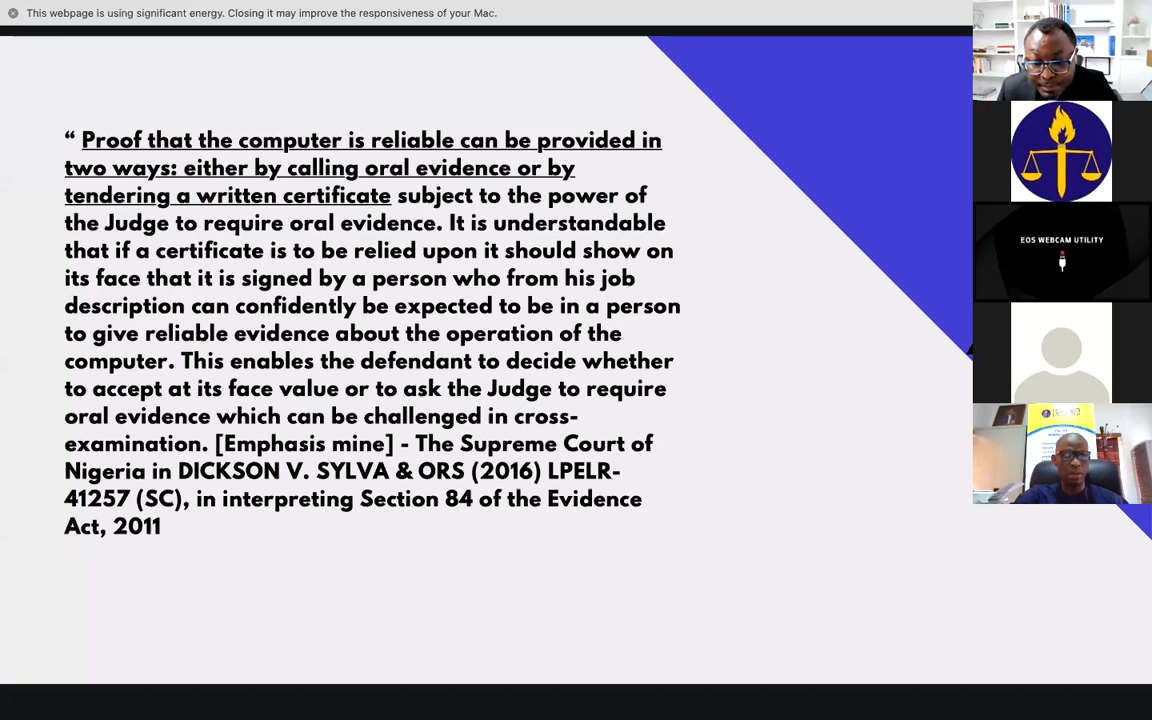 This webpage is using significant energy. Closing it may improve the responsiveness of your Mac.
“ Proof that the computer is reliable can be provided in
two ways: either by calling oral evidence or by
tendering a written certificate subject to the power of
the Judge to require oral evidence. It is understandable
that if a certificate is to be relied upon it should show on
its face that it is signed by a person who from his job
description can confidently be expected to be in a person
to give reliable evidence about the operation of the
computer. This enables the defendant to decide whether
to accept at its face value or to ask the Judge to require
oral evidence which can be challenged in cross-
examination. [Emphasis mine] - The Supreme Court of
Nigeria in DICKSON V. SYLVA & ORS (2016) LPELR-
41257 (SC), in interpreting Section 84 of the Evidence
Act, 2011
EOS WEBCAM UTILITY